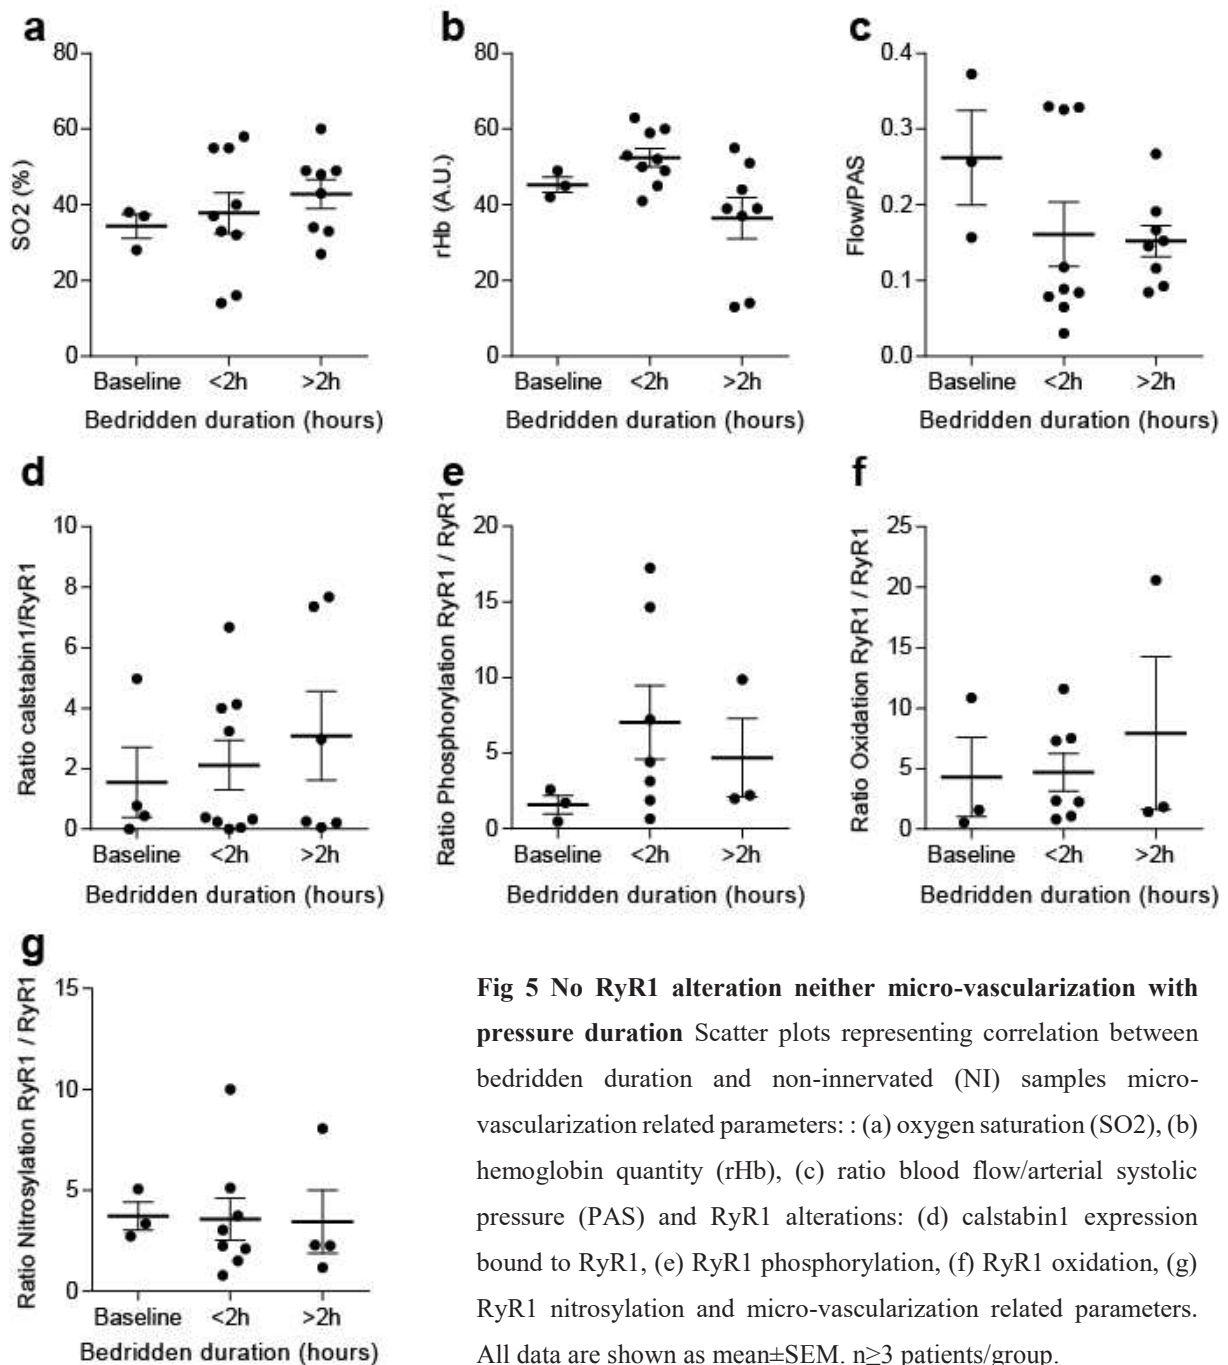 a
80
60
40
20
0
SO2 (%)
Baseline <2h >2h
Bedridden duration (hours)
b
80
60
40
20
0
rHb (A.U.)
Baseline <2h >2h
Bedridden duration (hours)
c
0.4
0.3
0.2
0.1
0.0
Flow/PAS
Baseline <2h >2h
Bedridden duration (hours)
d
10
8
6
4
2
0
Ratio calstabin1/RyR1
Baseline <2h >2h
Bedridden duration (hours)
e
20
15
10
5
0
Ratio Phosphorylation RyR1 / RyR1
Baseline <2h >2h
Bedridden duration (hours)
f
25
20
15
10
5
0
Ratio Oxidation RyR1 / RyR1
Baseline <2h >2h
Bedridden duration (hours)
g
15
10
5
0
Ratio Nitrosylation RyR1 / RyR1
Baseline <2h >2h
Bedridden duration (hours)
Fig 5 No RyR1 alteration neither micro-vascularization with
pressure duration Scatter plots representing correlation between
bedridden duration and non-innervated (NI) samples micro-
vascularization related parameters: : (a) oxygen saturation (SO2), (b)
hemoglobin quantity (rHb), (c) ratio blood flow/arterial systolic
pressure (PAS) and RyR1 alterations: (d) calstabin1 expression
bound to RyR1, (e) RyR1 phosphorylation, (f) RyR1 oxidation, (g)
RyR1 nitrosylation and micro-vascularization related parameters.
All data are shown as mean±SEM. n≥3 patients/group.